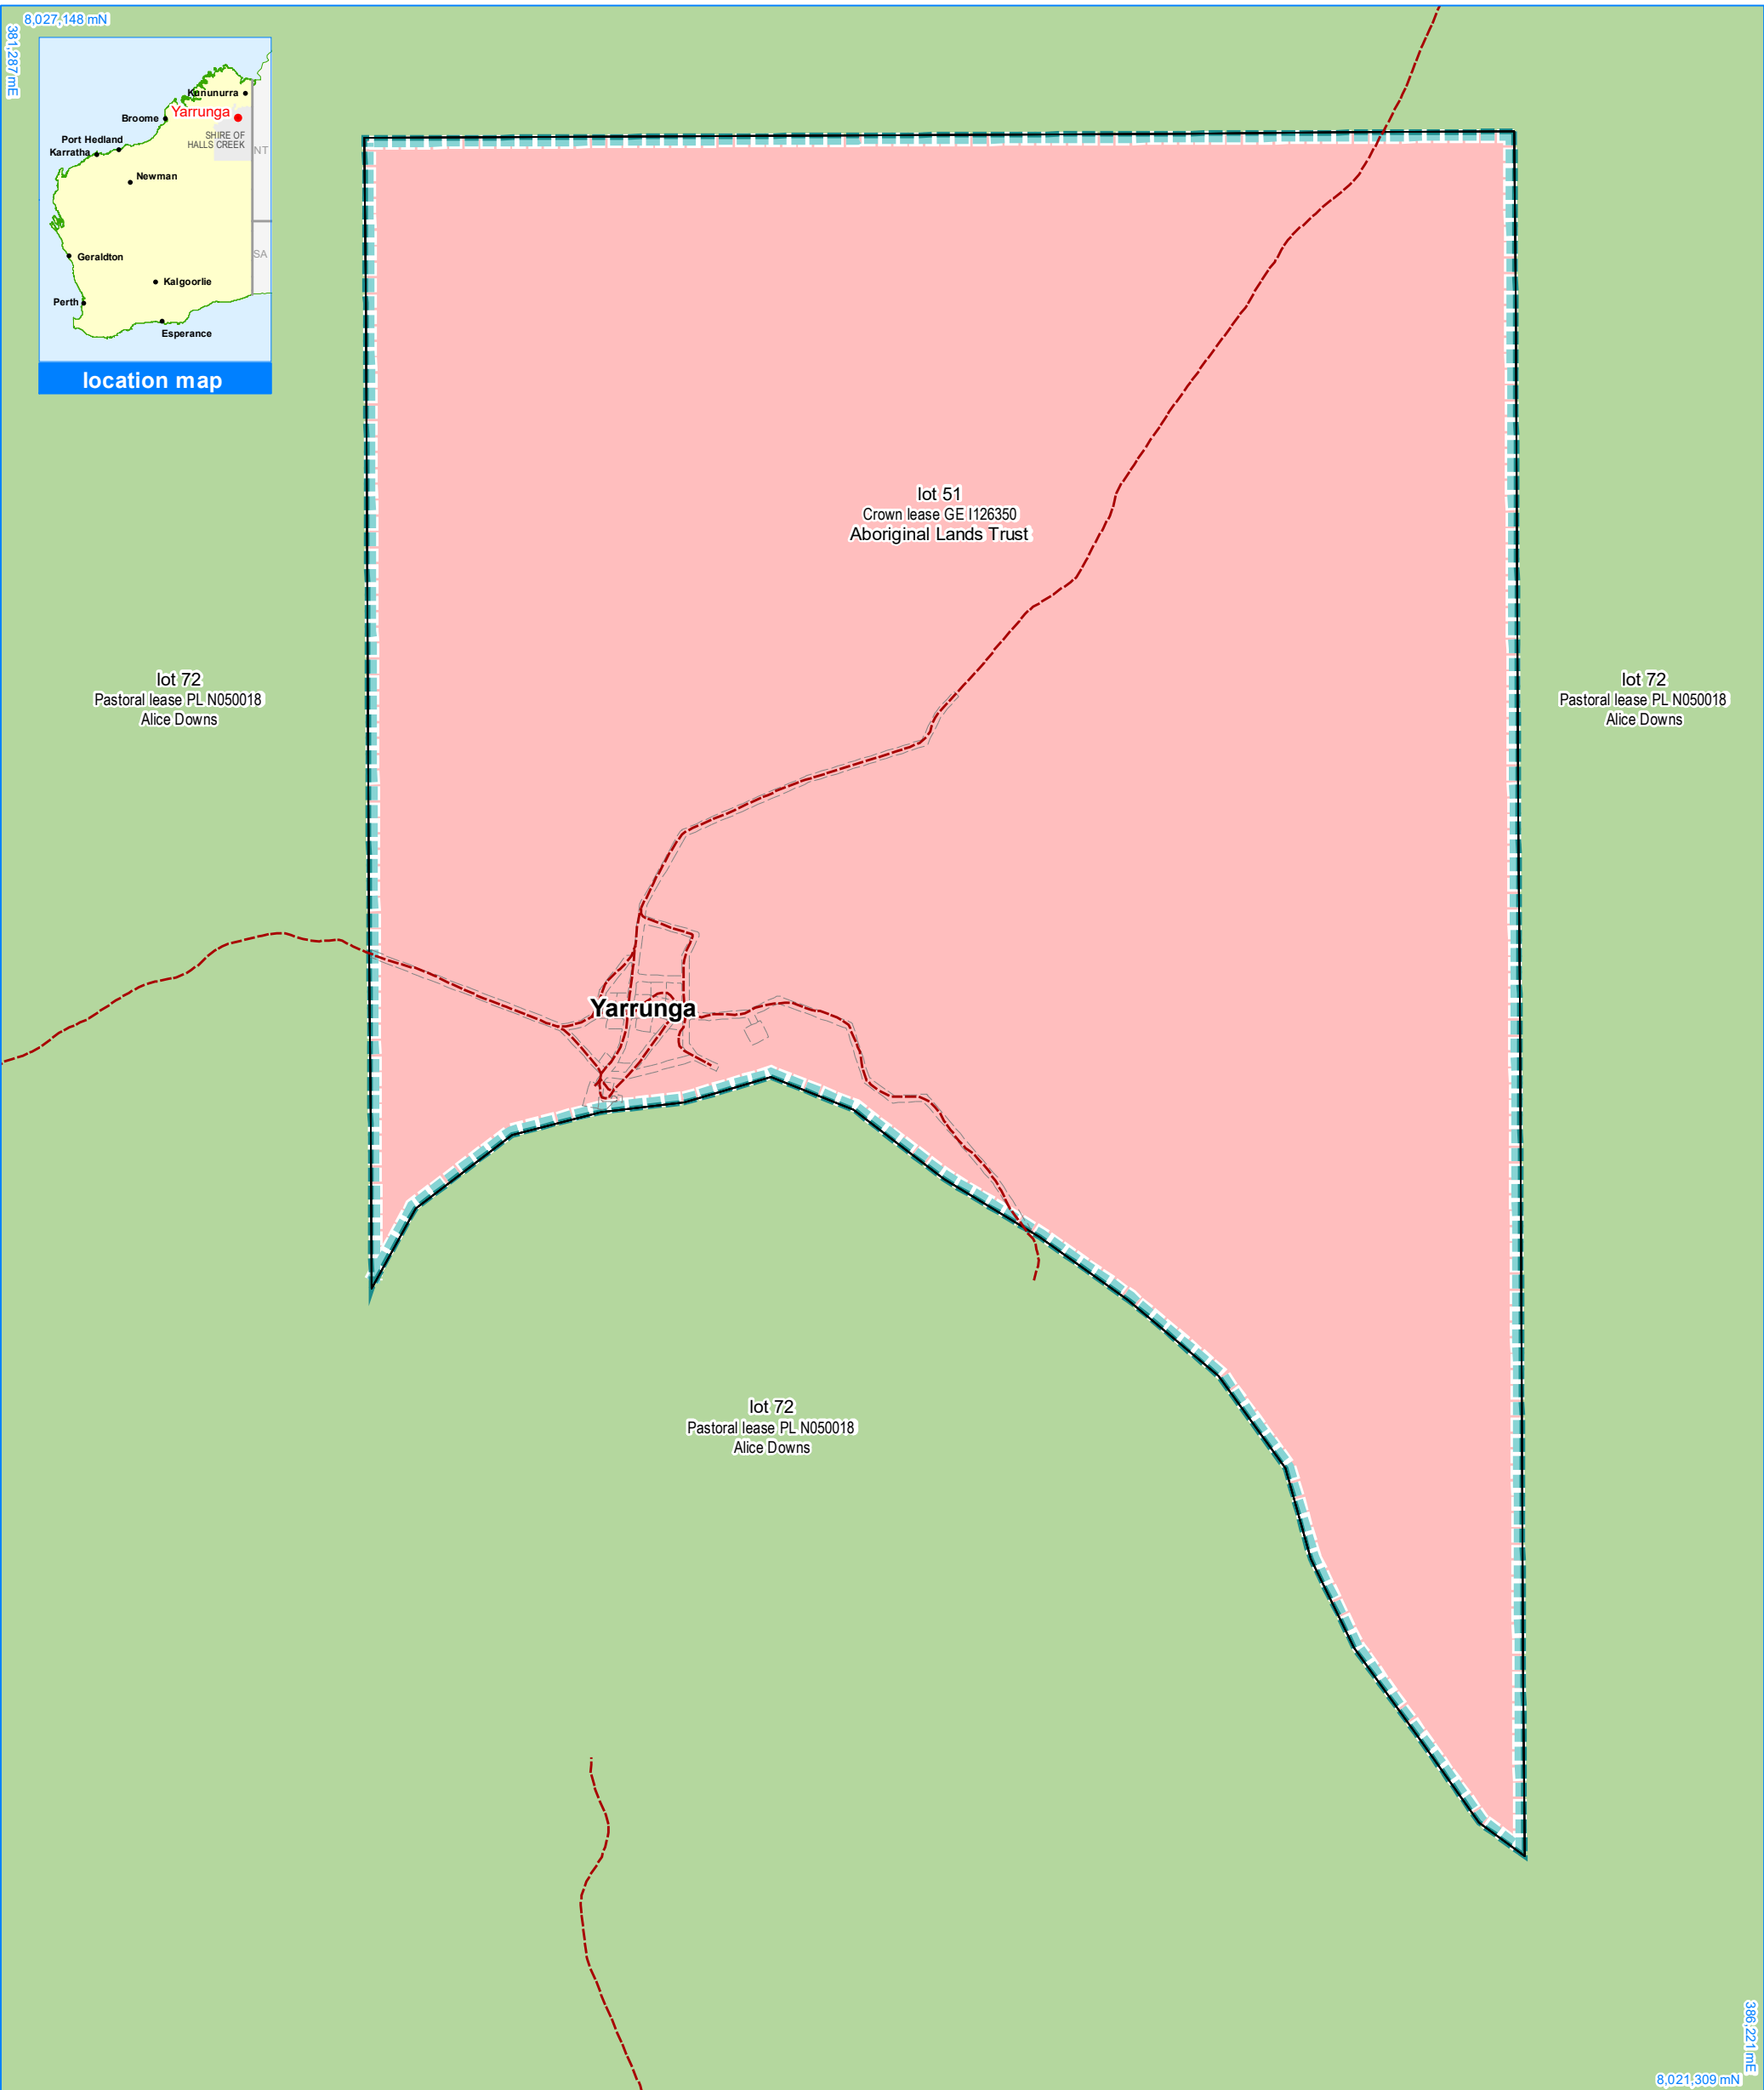 8,027,148 mN
381,287 mE
Kununurra
Yarrunga
Broome
SHIRE OF
HALLS CREEK
Port Hedland
Karratha
NT
Newman
SA
Geraldton
Kalgoorlie
Perth
Esperance
location map
lot 51
Crown lease GE I126350
Aboriginal Lands Trust
lot 72
Pastoral lease PL N050018
Alice Downs
lot 72
Pastoral lease PL N050018
Alice Downs
Yarrunga
lot 72
Pastoral lease PL N050018
Alice Downs
386,221 mE
8,021,309 mN